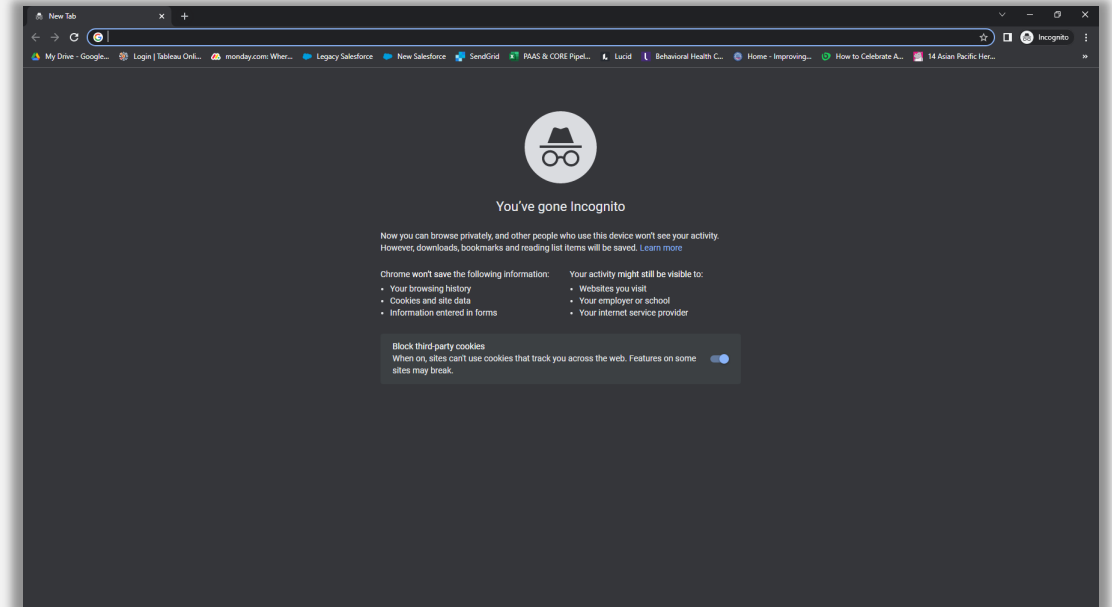 New Tab
Incognito
My Drive - Google... Login | Tableau Onli... monday.com: Wher... Legacy Salesforce New Salesforce SendGrid PAAS & CORE Pipel... Lucid Behavioral Health C... Home - Improving... How to Celebrate A... 14 Asian Pacific Her... »
You've gone Incognito
Now you can browse privately, and other people who use this device won't see your activity.
However, downloads, bookmarks and reading list items will be saved. Learn more
Chrome won't save the following information:
• Your browsing history
• Cookies and site data
• Information entered in forms
Your activity might still be visible to:
• Websites you visit
• Your employer or school
• Your internet service provider
Block third-party cookies
When on, sites can't use cookies that track you across the web. Features on some
sites may break.